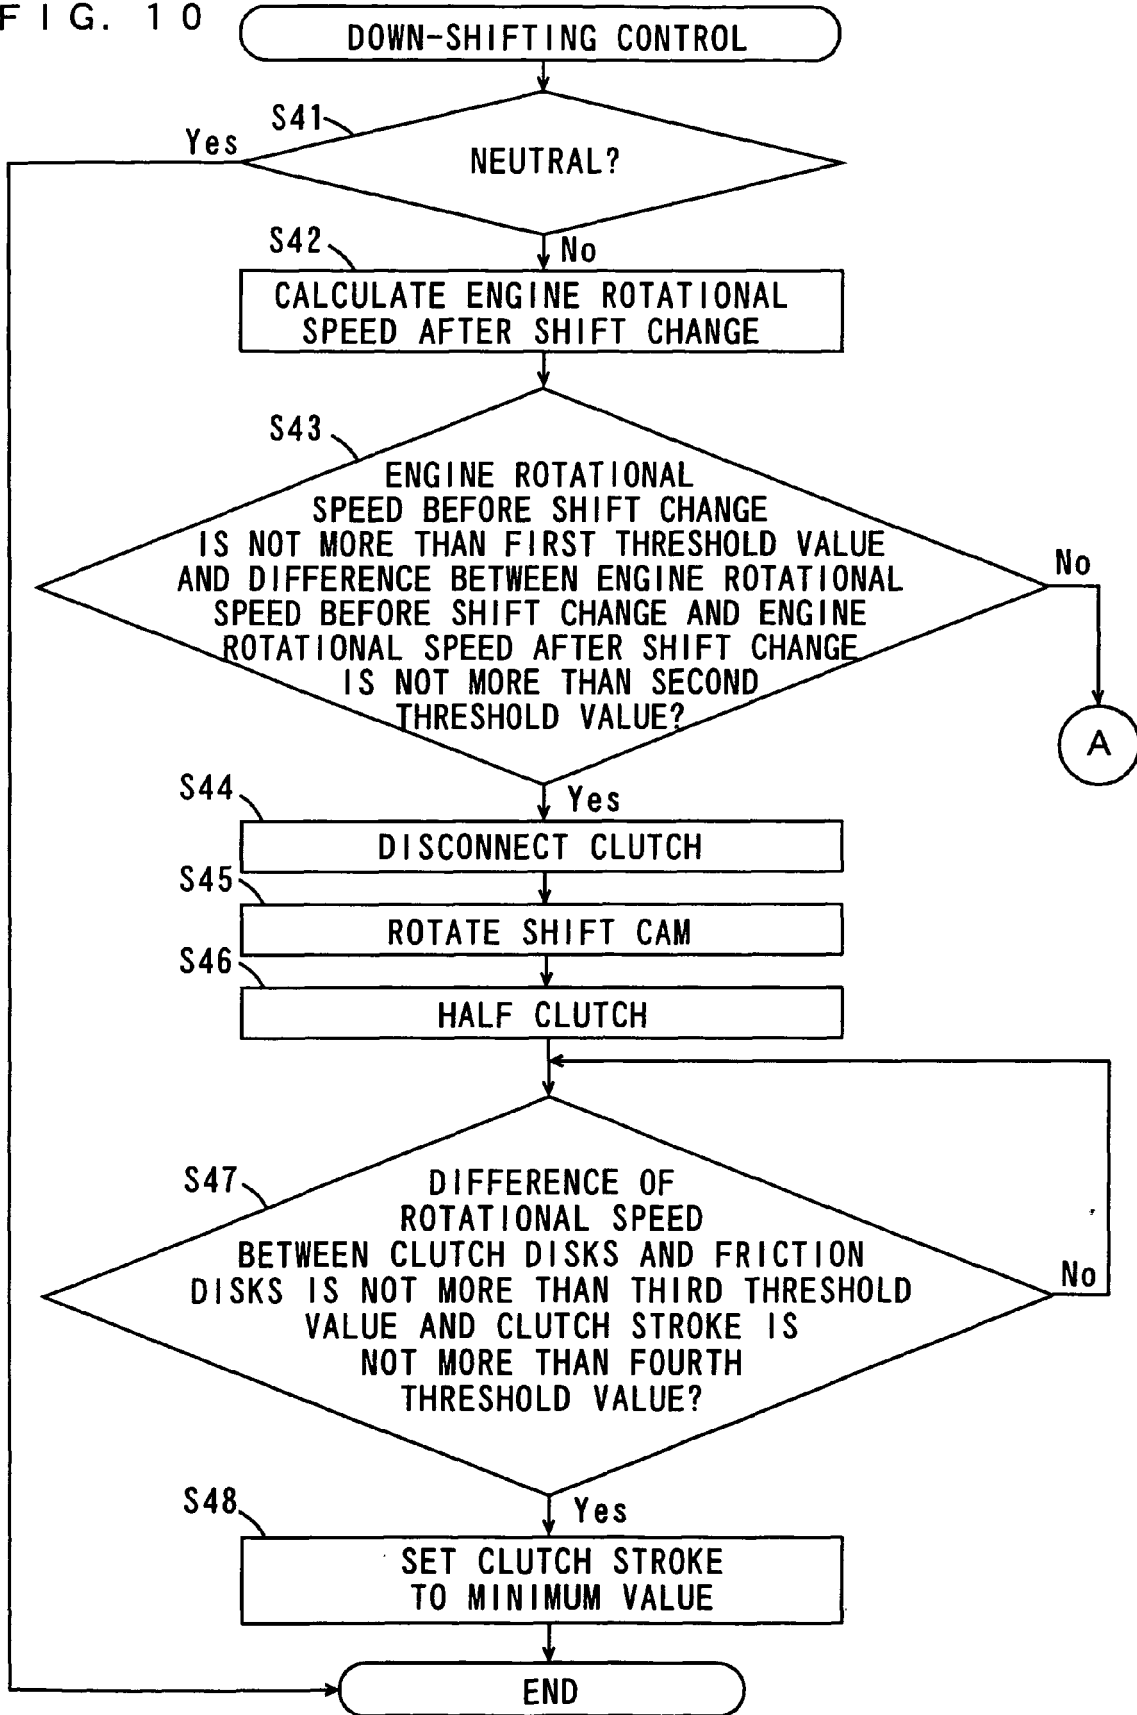 FIG. 10
DOWN-SHIFTING CONTROL
S41
Yes
NEUTRAL?
S42
No
CALCULATE ENGINE ROTATIONAL
SPEED AFTER SHIFT CHANGE
S43
ENGINE ROTATIONAL
SPEED BEFORE SHIFT CHANGE
IS NOT MORE THAN FIRST THRESHOLD VALUE
AND DIFFERENCE BETWEEN ENGINE ROTATIONAL
SPEED BEFORE SHIFT CHANGE AND ENGINE
ROTATIONAL SPEED AFTER SHIFT CHANGE
IS NOT MORE THAN SECOND
THRESHOLD VALUE?
No
A
S44
Yes
DISCONNECT CLUTCH
S45
ROTATE SHIFT CAM
S46
HALF CLUTCH
S47
DIFFERENCE OF
ROTATIONAL SPEED
BETWEEN CLUTCH DISKS AND FRICTION
DISKS IS NOT MORE THAN THIRD THRESHOLD
VALUE AND CLUTCH STROKE IS
NOT MORE THAN FOURTH
THRESHOLD VALUE?
No
S48
Yes
SET CLUTCH STROKE
TO MINIMUM VALUE
END